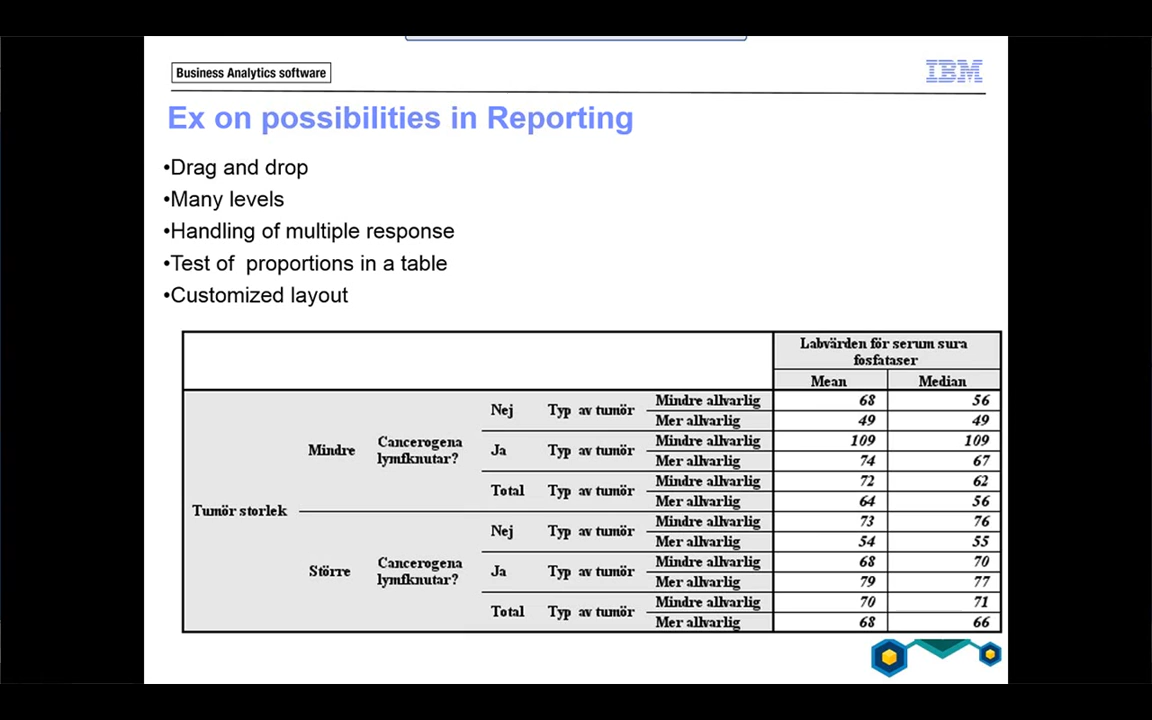 Business Analytics software
IBM
Ex on possibilities in Reporting
•Drag and drop
•Many levels
•Handling of multiple response
•Test of proportions in a table
•Customized layout
Labvärden för serum sura
fosfataser
Mean Median
Tumör storlek Mindre Cancerogena lymfknutar? Nej Typ av tumör Mindre allvarlig 68 56
Mer allvarlig 49 49
Ja Typ av tumör Mindre allvarlig 109 109
Mer allvarlig 74 67
Total Typ av tumör Mindre allvarlig 72 62
Mer allvarlig 64 56
Större Cancerogena lymfknutar? Nej Typ av tumör Mindre allvarlig 73 76
Mer allvarlig 54 55
Ja Typ av tumör Mindre allvarlig 68 70
Mer allvarlig 79 77
Total Typ av tumör Mindre allvarlig 70 71
Mer allvarlig 68 66